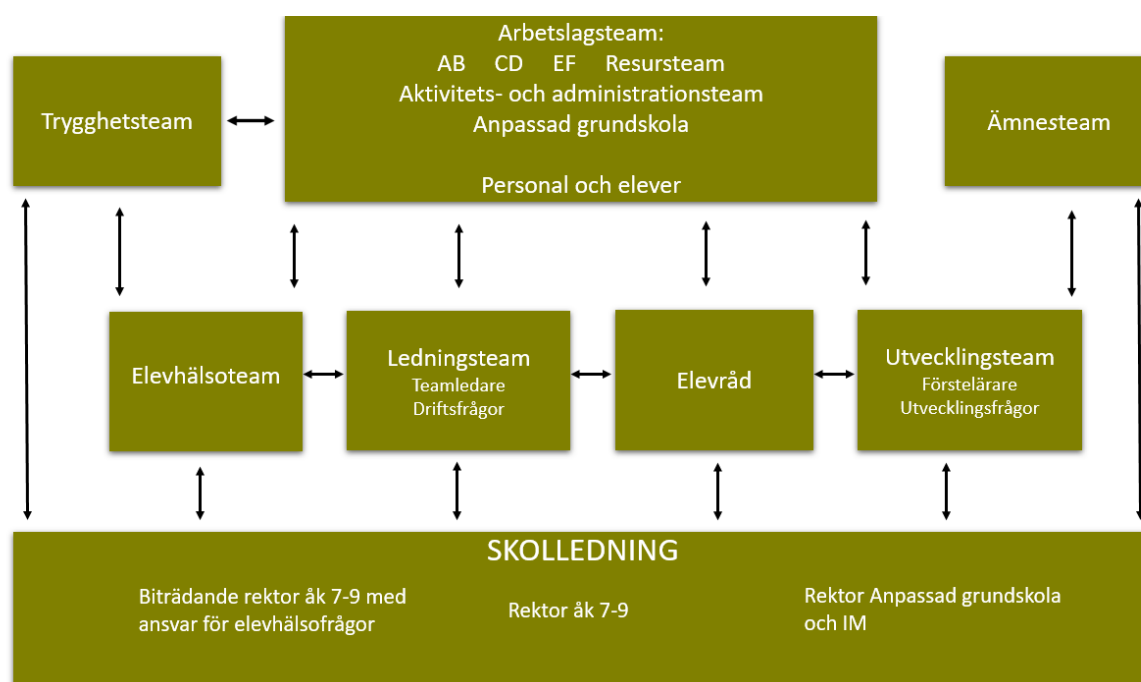 Arbetslagsteam:
AB CD EF Resursteam
Aktivitets- och administrationsteam
Anpassad grundskola
Personal och elever
Trygghetsteam
Ämnesteam
Elevhälsoteam
Ledningsteam
Teamledare
Driftsfrågor
Elevråd
Utvecklingsteam
Förstelärare
Utvecklingsfrågor
SKOLLEDNING
Biträdande rektor åk 7-9 med
ansvar för elevhälsofrågor
Rektor åk 7-9
Rektor Anpassad grundskola
och IM